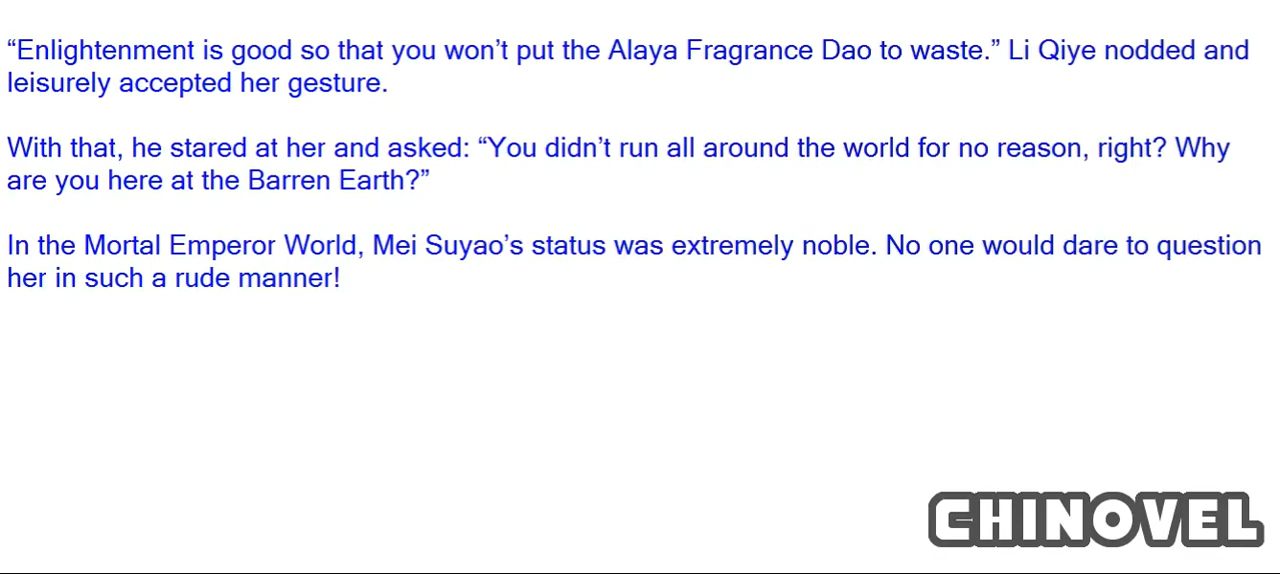 “Enlightenment is good so that you won’t put the Alaya Fragrance Dao to waste.” Li Qiye nodded and
leisurely accepted her gesture.
With that, he stared at her and asked: “You didn’t run all around the world for no reason, right? Why
are you here at the Barren Earth?”
In the Mortal Emperor World, Mei Suyao’s status was extremely noble. No one would dare to question
her in such a rude manner!
CHINOVEL